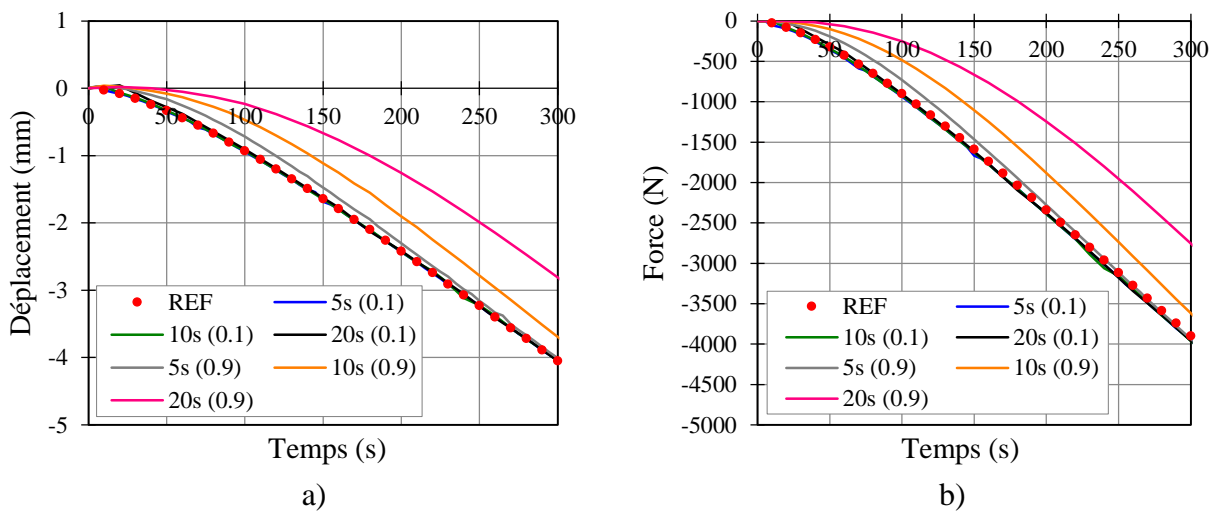 1
0
-1
-2
-3
-4
-5
0 50 100 150 200 250 300
Déplacement (mm)
Temps (s)
REF 5s (0.1)
10s (0.1) 20s (0.1)
5s (0.9) 10s (0.9)
20s (0.9)
a)
0
-500
-1000
-1500
-2000
-2500
-3000
-3500
-4000
-4500
-5000
0 50 100 150 200 250 300
Force (N)
Temps (s)
REF 5s (0.1)
10s (0.1) 20s (0.1)
5s (0.9) 10s (0.9)
20s (0.9)
b)